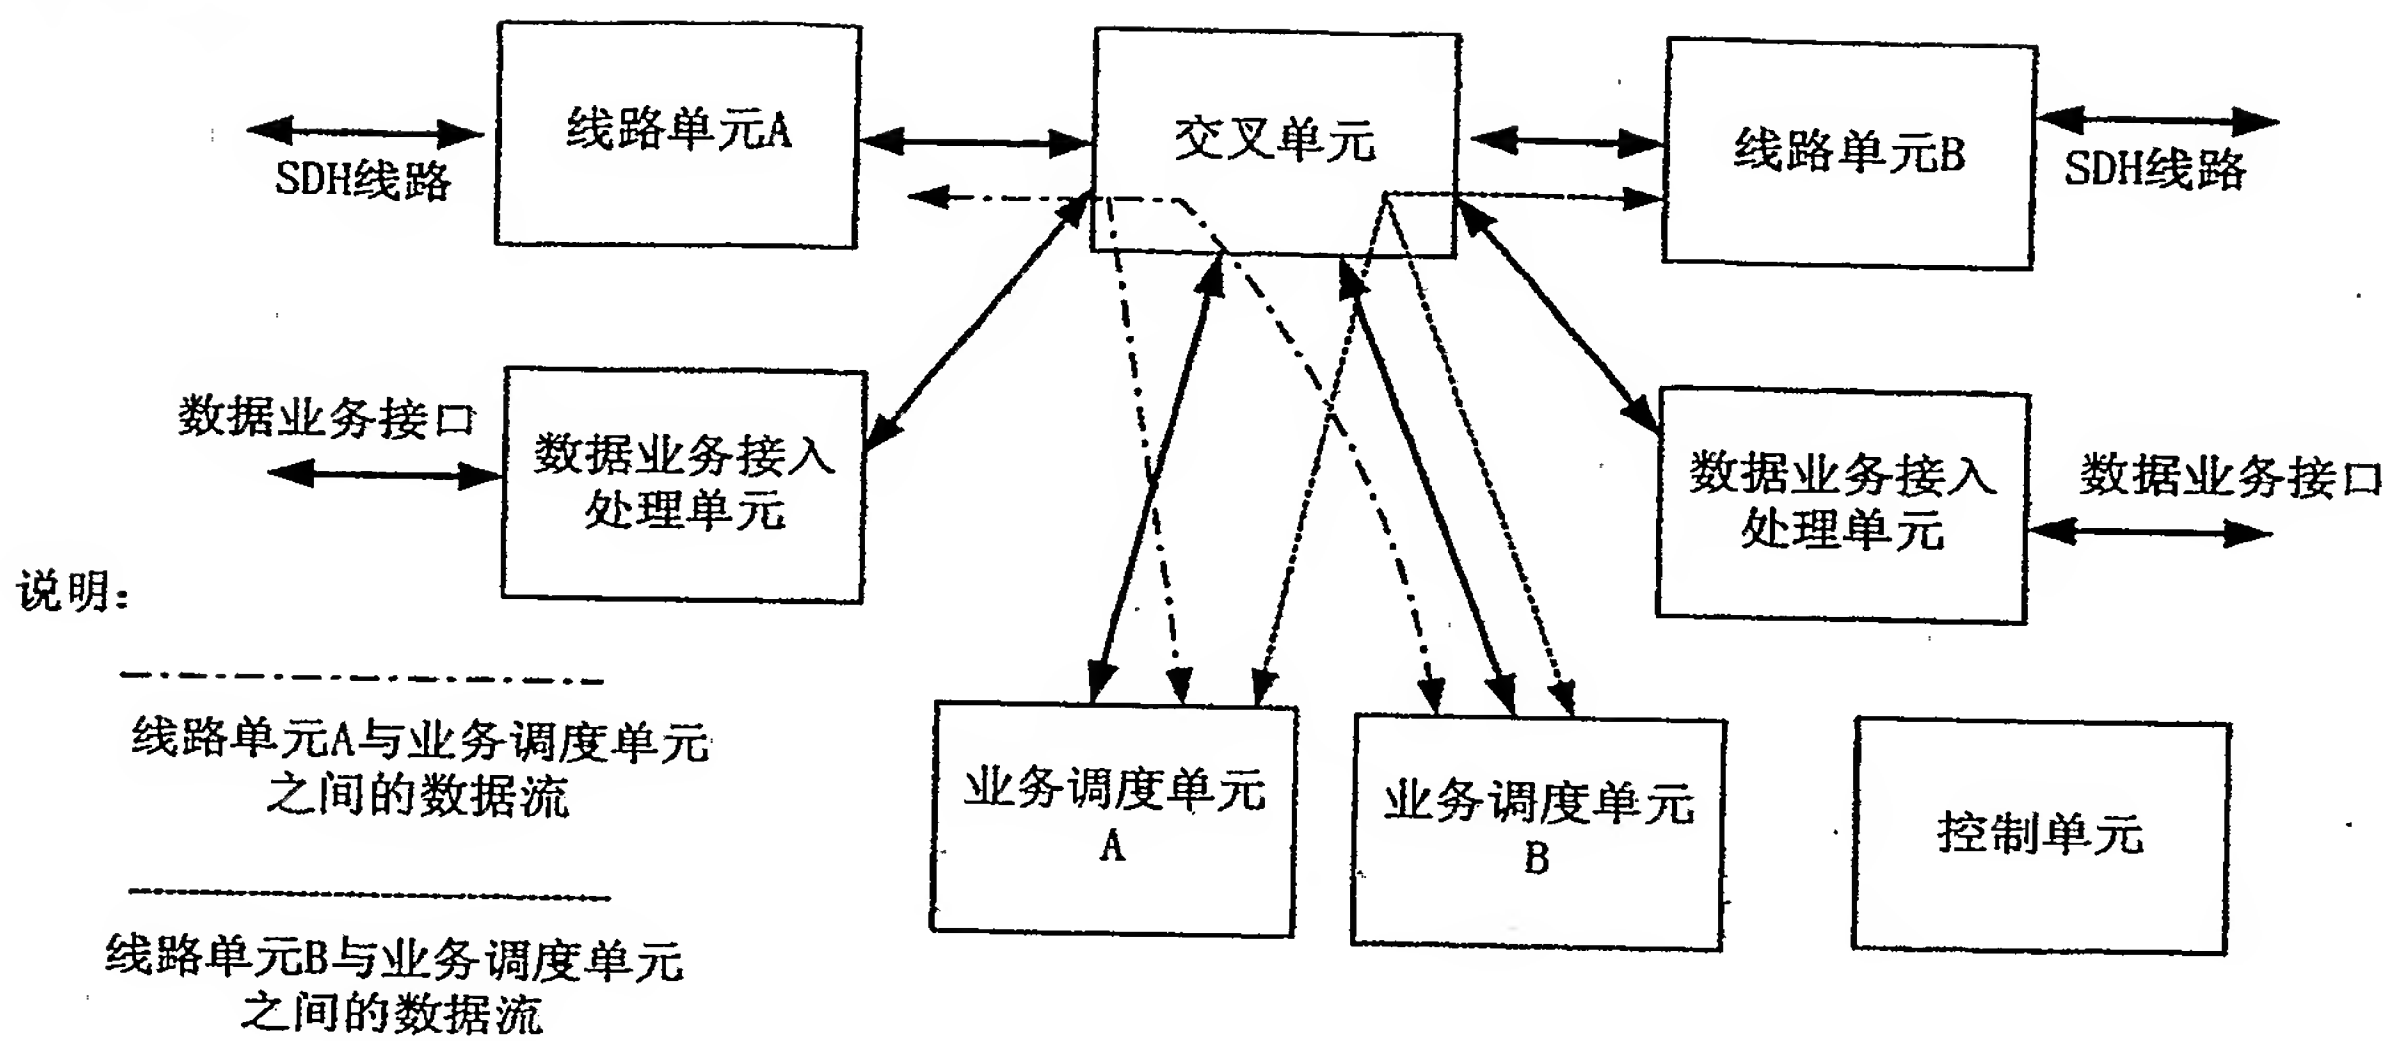 线路单元A
交叉单元
线路单元B
SDH线路
SDH线路
数据业务接口
数据业务接入
处理单元
数据业务接入
处理单元
数据业务接口
说明:
线路单元A与业务调度单元
之间的数据流
业务调度单元
A
业务调度单元
B
控制单元
线路单元B与业务调度单元
之间的数据流